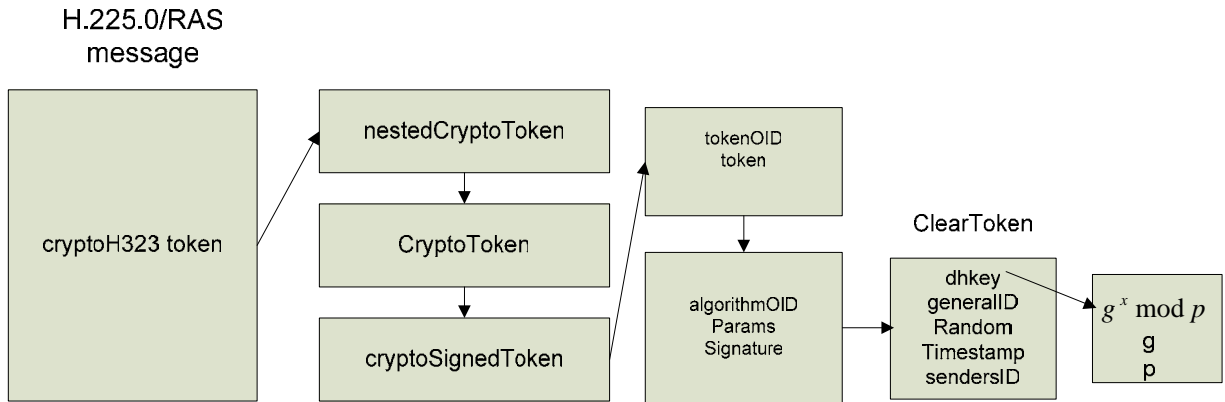 H.225.0/RAS
message
cryptoH323 token
nestedCryptoToken
CryptoToken
cryptoSignedToken
tokenOID
token
algorithmOID
Params
Signature
ClearToken
dhkey
generalID
Random
Timestamp
sendersID
g^x mod p
g
p